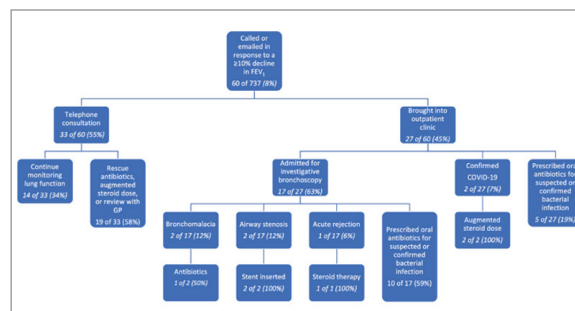 Called or
emailed in
response to a
≥10% decline
in FEV₁
60 of 737 (8%)
Telephone
consultation
33 of 60 (55%)
Brought into
outpatient
clinic
27 of 60 (45%)
Continue
monitoring
lung function
14 of 33 (34%)
Rescue
antibiotics,
augmented
steroid dose, or
review with
GP
19 of 33 (58%)
Admitted for
investigative
bronchoscopy
17 of 27 (63%)
Confirmed
COVID-19
2 of 27 (7%)
Prescribed oral
antibiotics for
suspected or
confirmed
bacterial
infection
5 of 27 (19%)
Bronchomalacia
2 of 17 (12%)
Airway stenosis
2 of 17 (12%)
Acute rejection
1 of 17 (6%)
Prescribed oral
antibiotics for
suspected or
confirmed
bacterial
infection
10 of 17 (59%)
Augmented
steroid dose
2 of 2 (100%)
Antibiotics
1 of 2 (50%)
Stent inserted
2 of 2 (100%)
Steroid therapy
1 of 1 (100%)